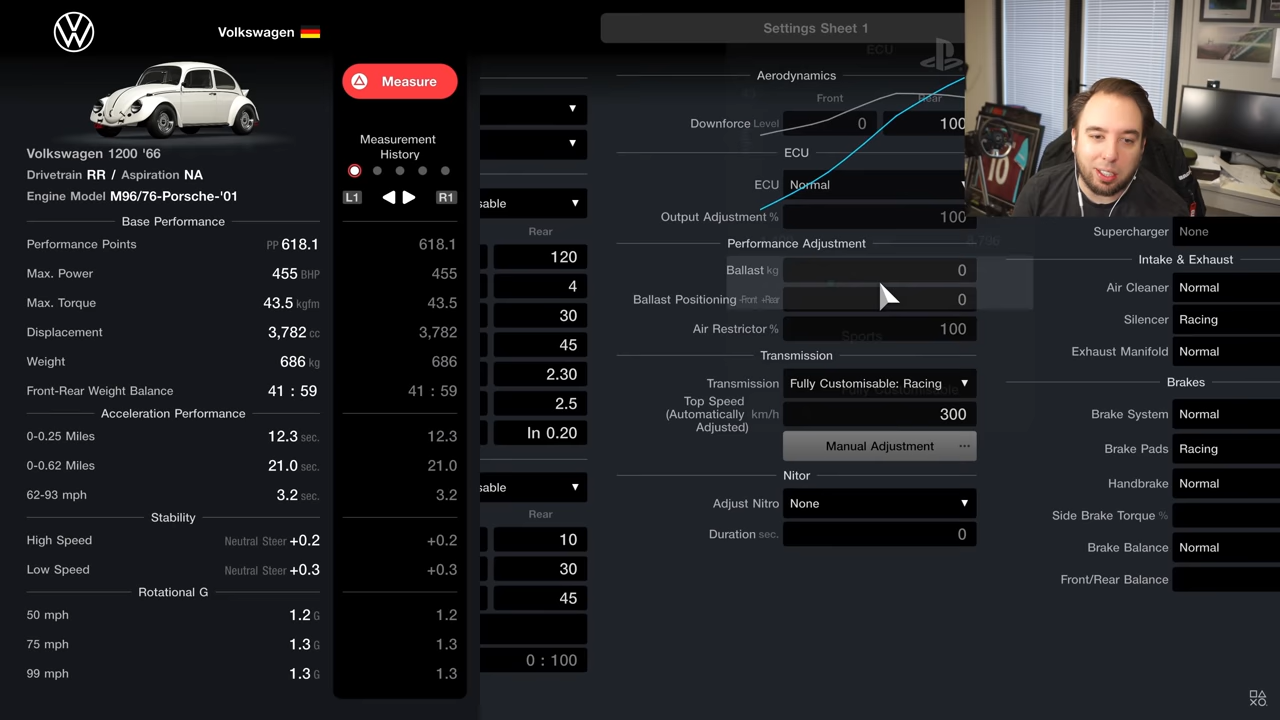 Volkswagen
Volkswagen 1200 '66
Drivetrain RR / Aspiration NA
Engine Model M96/76-Porsche-'01
Base Performance
Performance Points PP 618.1
Max. Power 455 BHP
Max. Torque 43.5 kgfm
Displacement 3,782 cc
Weight 686 kg
Front-Rear Weight Balance 41 : 59
Acceleration Performance
0-0.25 Miles 12.3 sec.
0-0.62 Miles 21.0 sec.
62-93 mph 3.2 sec.
Stability
High Speed Neutral Steer +0.2
Low Speed Neutral Steer +0.3
Rotational G
50 mph 1.2 G
75 mph 1.3 G
99 mph 1.3 G
Measure
Measurement
History
L1 R1
618.1
455
43.5
3,782
686
41 : 59
12.3
21.0
3.2
+0.2
+0.3
1.2
1.3
1.3
sable
Rear
120
4
30
45
2.30
2.5
In 0.20
sable
Rear
10
30
45
0 : 100
Settings Sheet 1
ECU
Aerodynamics
Front Rear
Downforce Level 0 100
ECU
ECU Normal
Output Adjustment % 100
Performance Adjustment
Ballast kg 0
Ballast Positioning -Front +Rear 0
Air Restrictor % 100
Sports
Transmission
Transmission Fully Customisable: Racing
Top Speed
(Automatically km/h 300
Adjusted)
Manual Adjustment ...
Nitor
Adjust Nitro None
Duration sec. 0
10
Supercharger None
Intake & Exhaust
Air Cleaner Normal
Silencer Racing
Exhaust Manifold Normal
Brakes
Brake System Normal
Brake Pads Racing
Handbrake Normal
Side Brake Torque %
Brake Balance Normal
Front/Rear Balance